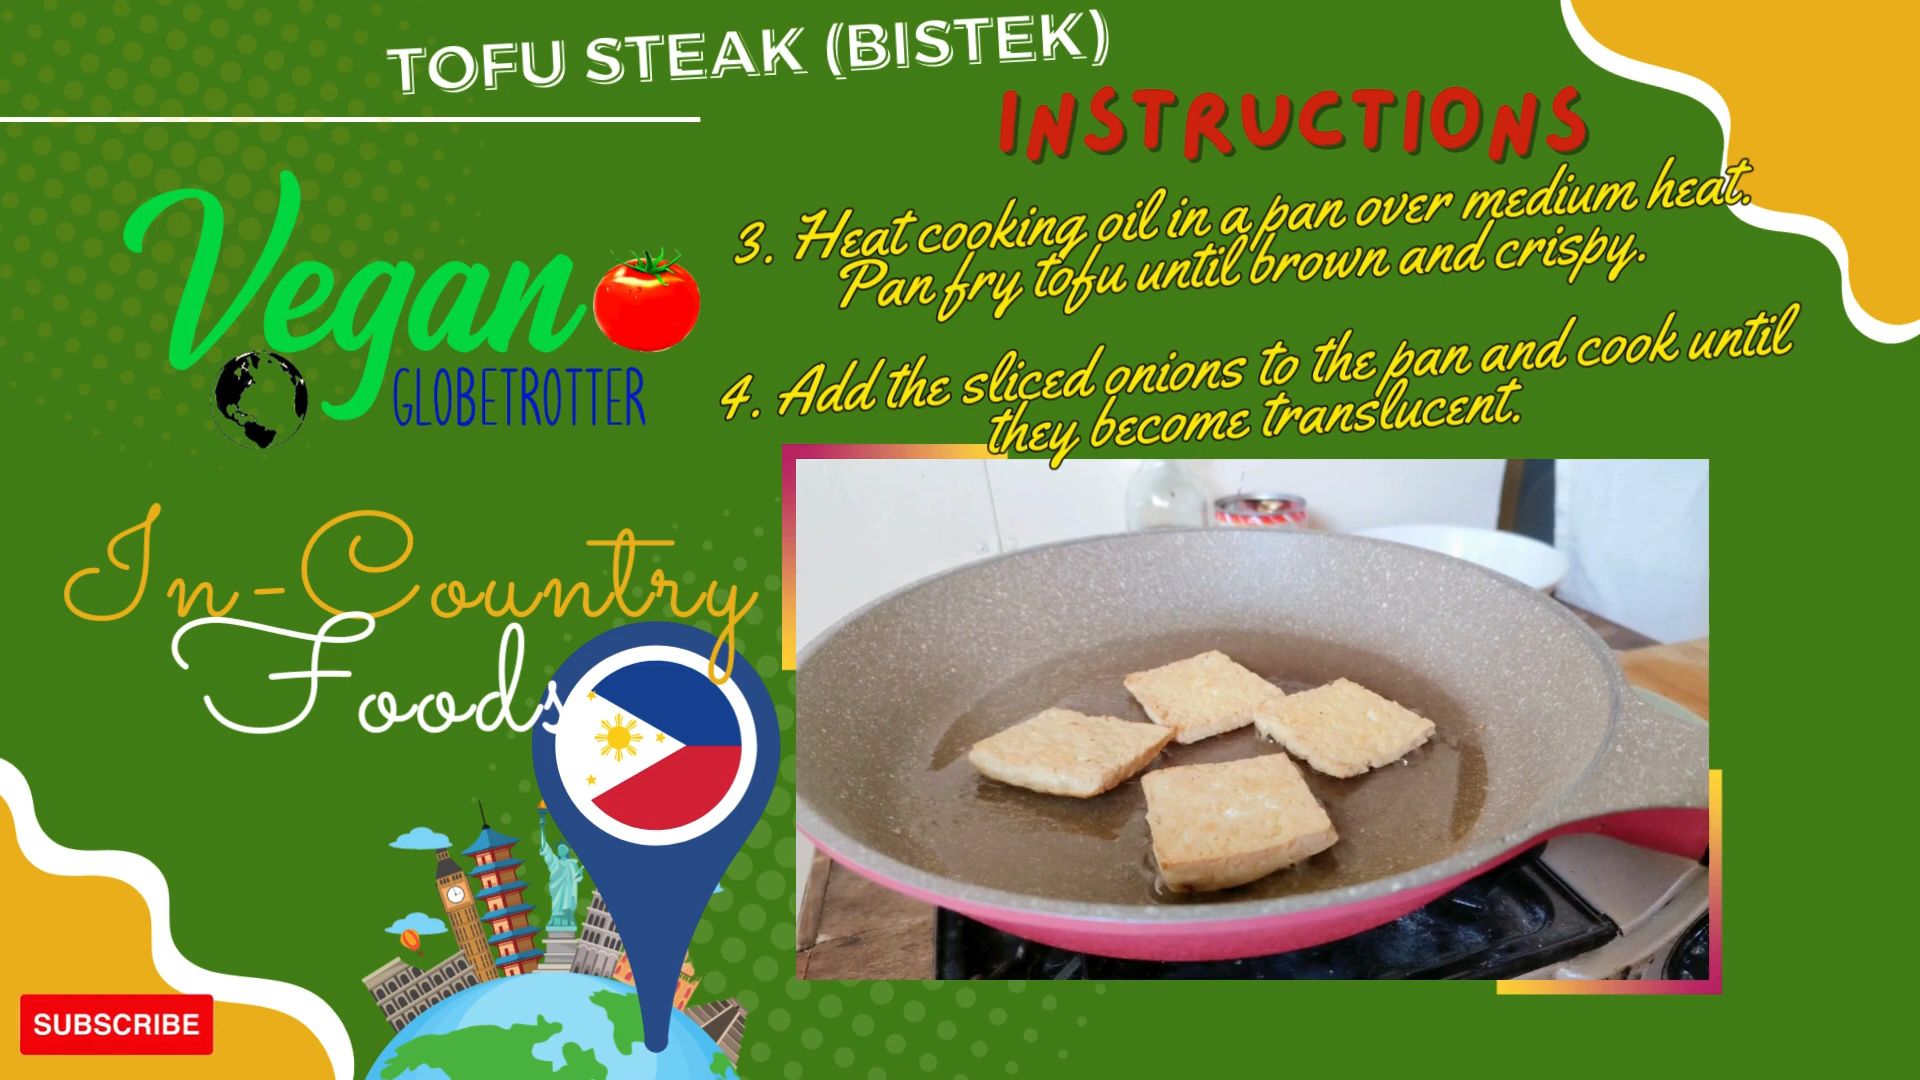 TOFU STEAK (BISTEK)
INSTRUCTIONS
3. Heat cooking oil in a pan over medium heat.
Pan fry tofu until brown and crispy.
4. Add the sliced onions to the pan and cook until
they become translucent.
Vegan
GLOBETROTTER
In-Country
Foods
SUBSCRIBE